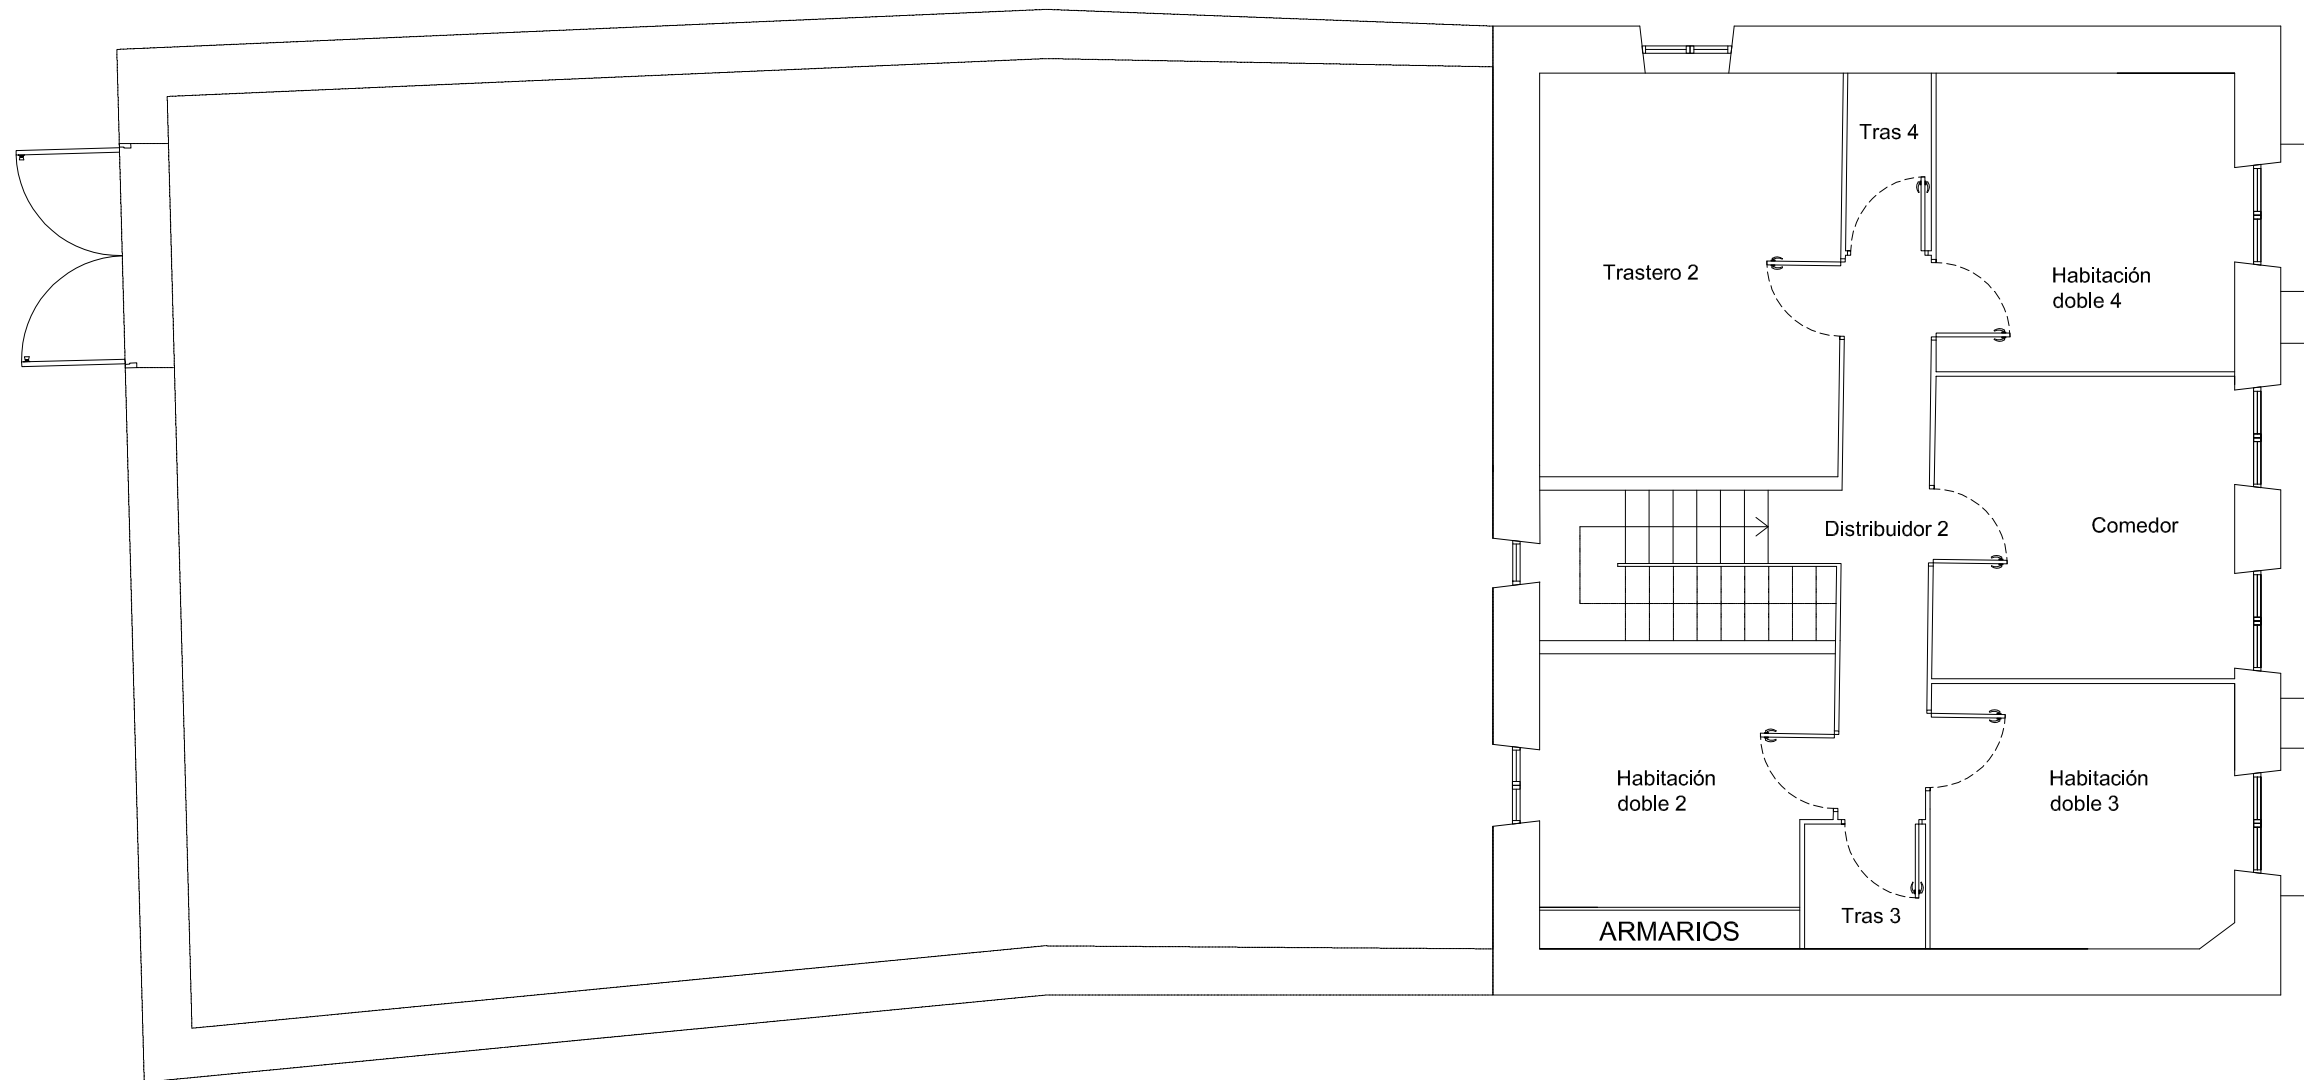 Tras 4
Trastero 2
Habitación
doble 4
Distribuidor 2
Comedor
Habitación
doble 2
Habitación
doble 3
Tras 3
ARMARIOS